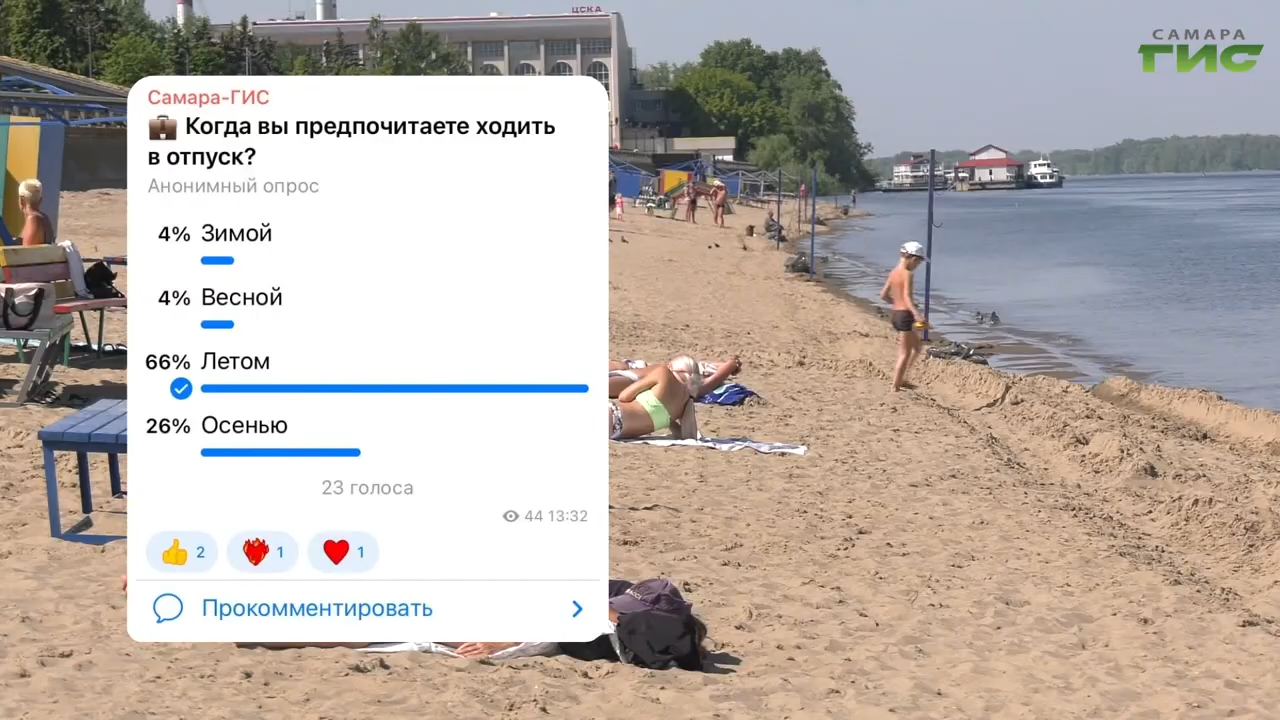 ЦСКА
САМАРА
ГИС
Самара-ГИС
Когда вы предпочитаете ходить
в отпуск?
Анонимный опрос
4% Зимой
4% Весной
66% Летом
26% Осенью
23 голоса
44 13:32
2 1 1
Прокомментировать